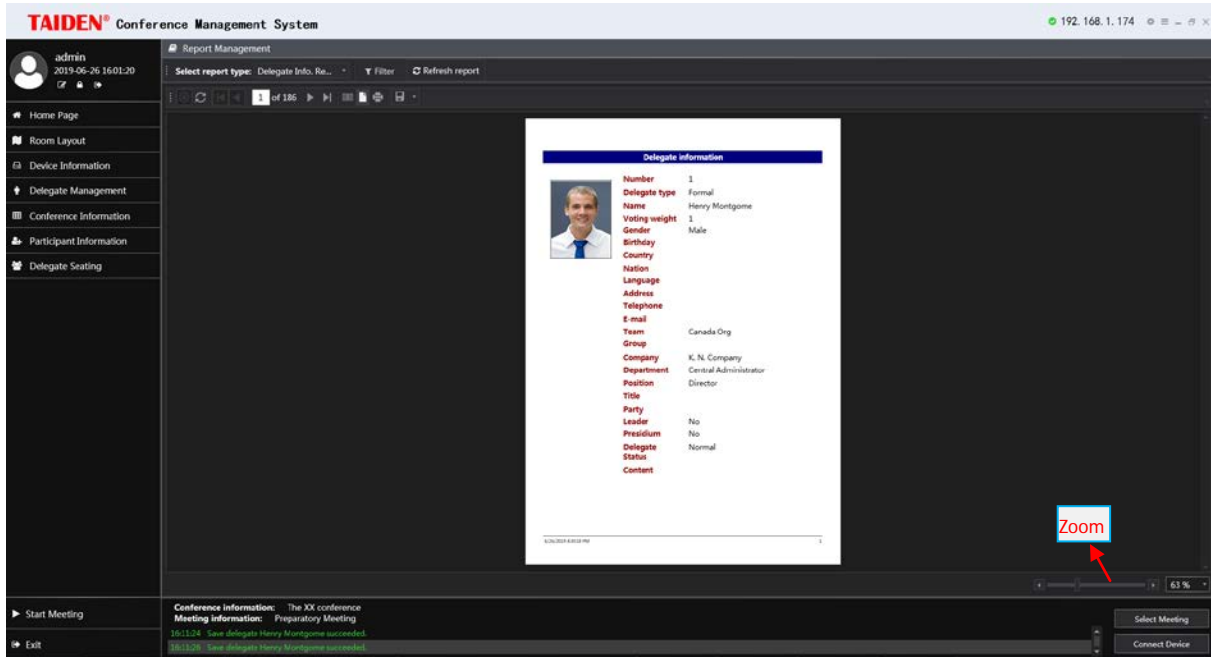 TAIDEN® Conference Management System
192.168.1.174
admin
2019-06-26 16:01:20
Report Management
Select report type: Delegate Info. Re... Filter Refresh report
1 of 186
Home Page
Room Layout
Device Information
Delegate Management
Conference Information
Participant Information
Delegate Seating
Delegate information
Number 1
Delegate type Formal
Name Henry Montgome
Voting weight 1
Gender Male
Birthday
Country
Nation
Language
Address
Telephone
E-mail
Team Canada Org
Group
Company K. N. Company
Department Central Administrator
Position Director
Title
Party
Leader No
Presidium No
Delegate Normal
Status
Content
1
Zoom
63 %
Start Meeting
Exit
Conference information: The XX conference
Meeting information: Preparatory Meeting
16:11:24 Save delegate Henry Montgome succeeded.
16:11:26 Save delegate Henry Montgome succeeded.
Select Meeting
Connect Device